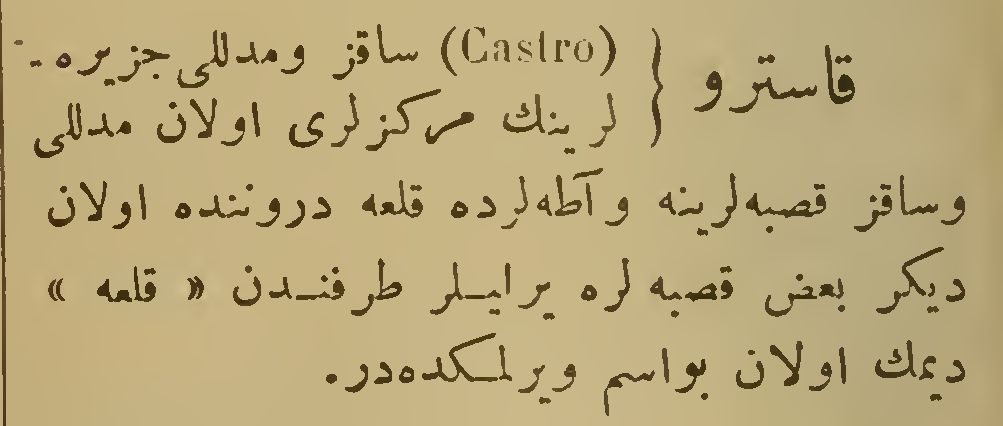 قاسترو { (Castro) ساقز ومدللی جزیره-
لرینك مركزلری اولان مدللی
وساقز قصبه‌لرینه وآطه‌لرده قلعه دروننده اولان
دیكر بعض قصبه لره یرلیلر طرفندن « قلعه »
دیمك اولان بواسم ویرلمكده‌در.